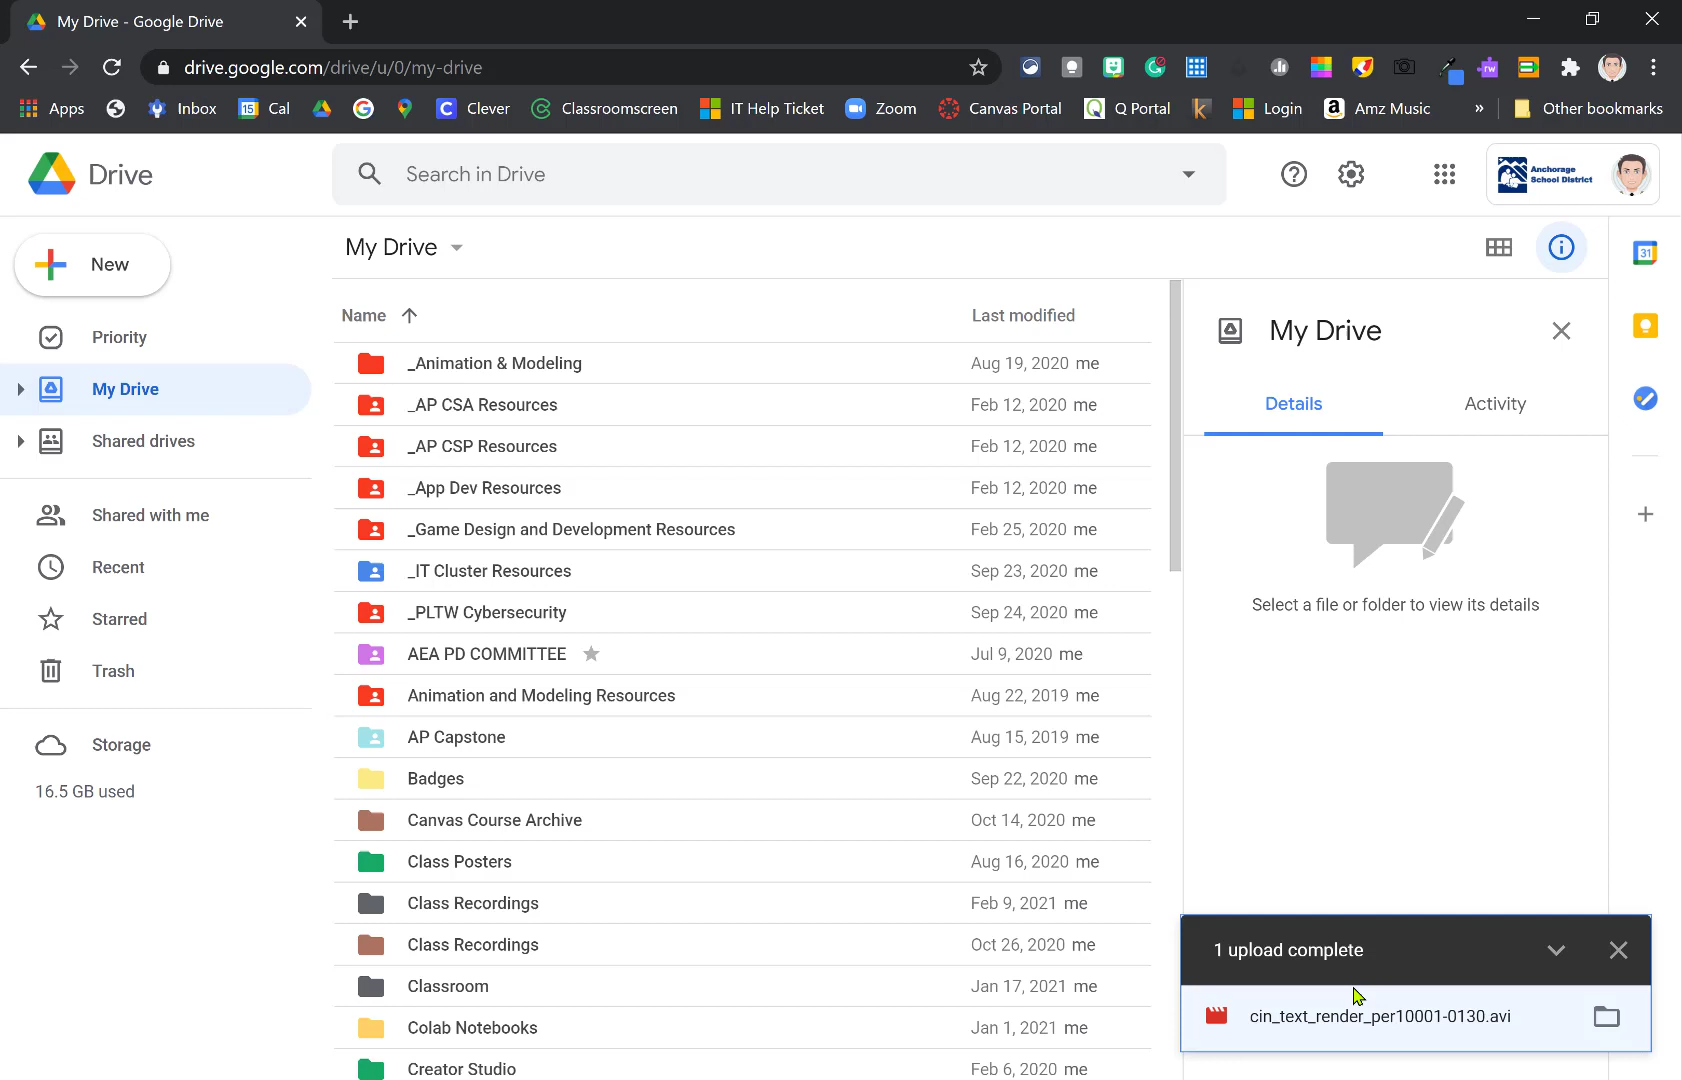 My Drive - Google Drive
drive.google.com/drive/u/0/my-drive
Apps
Inbox
15
Cal
Clever
Classroomscreen
IT Help Ticket
Zoom
Canvas Portal
Q Portal
Login
Amz Music
»
Other bookmarks
Drive
Search in Drive
Anchorage
School District
New
My Drive
31
Priority
My Drive
Shared drives
Shared with me
Recent
Starred
Trash
Storage
16.5 GB used
Name
Last modified
_Animation & Modeling
Aug 19, 2020 me
_AP CSA Resources
Feb 12, 2020 me
_AP CSP Resources
Feb 12, 2020 me
_App Dev Resources
Feb 12, 2020 me
_Game Design and Development Resources
Feb 25, 2020 me
_IT Cluster Resources
Sep 23, 2020 me
_PLTW Cybersecurity
Sep 24, 2020 me
AEA PD COMMITTEE
Jul 9, 2020 me
Animation and Modeling Resources
Aug 22, 2019 me
AP Capstone
Aug 15, 2019 me
Badges
Sep 22, 2020 me
Canvas Course Archive
Oct 14, 2020 me
Class Posters
Aug 16, 2020 me
Class Recordings
Feb 9, 2021 me
Class Recordings
Oct 26, 2020 me
Classroom
Jan 17, 2021 me
Colab Notebooks
Jan 1, 2021 me
Creator Studio
Feb 6, 2020 me
My Drive
Details
Activity
Select a file or folder to view its details
1 upload complete
cin_text_render_per10001-0130.avi